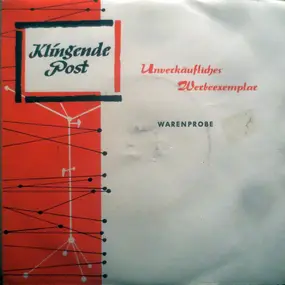 Klingende
Post
Unverkäufliches
Werbeexemplar
WARENPROBE